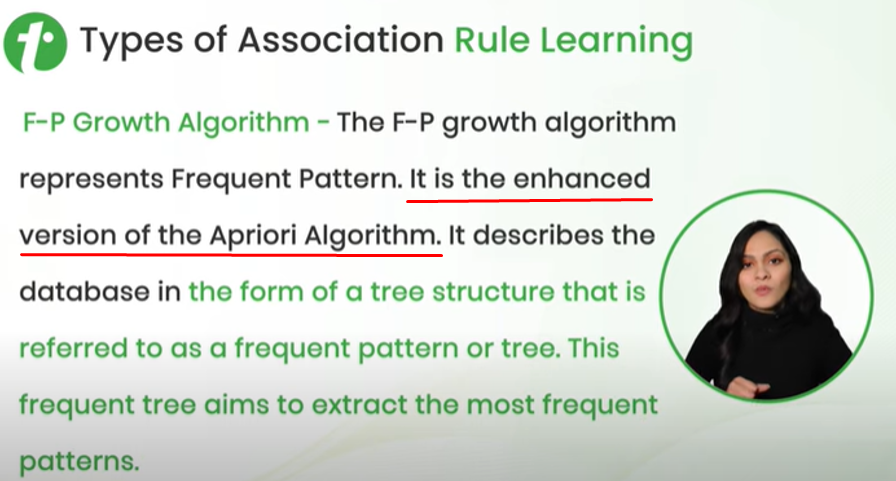 Types of Association Rule Learning
F-P Growth Algorithm - The F-P growth algorithm
represents Frequent Pattern. It is the enhanced
version of the Apriori Algorithm. It describes the
database in the form of a tree structure that is
referred to as a frequent pattern or tree. This
frequent tree aims to extract the most frequent
patterns.